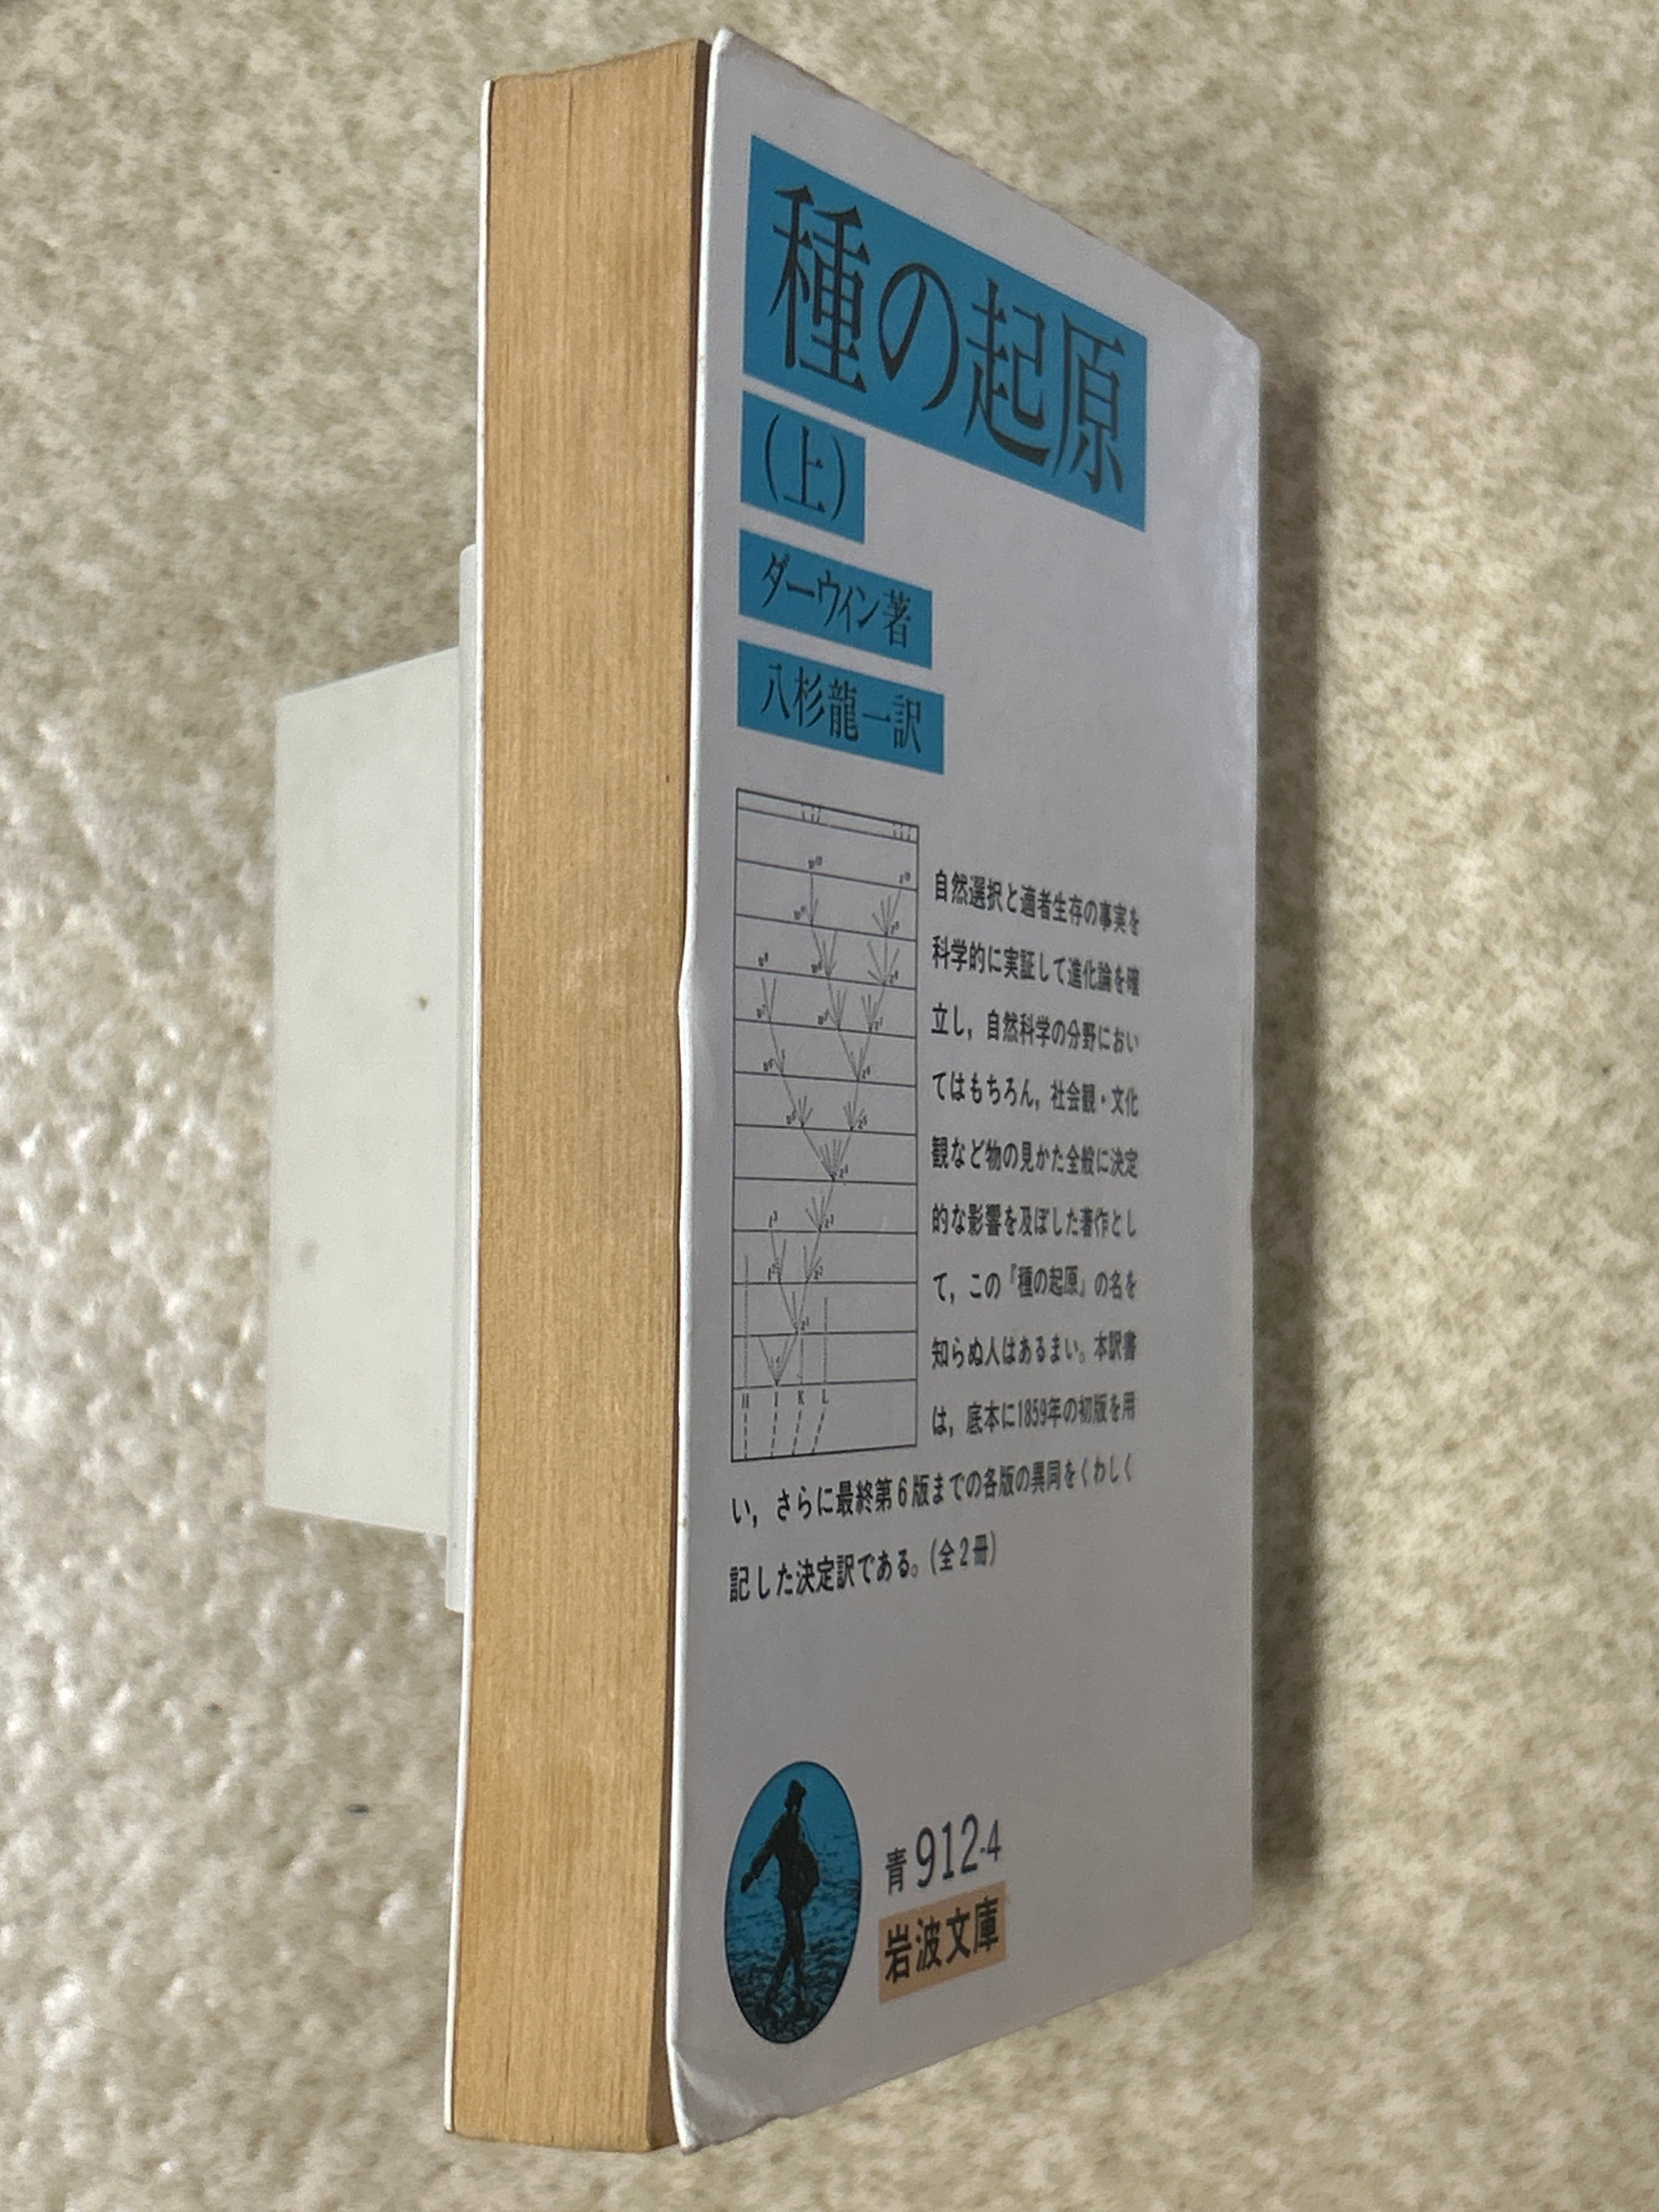 種の起原
(上)
ダーウィン著
八杉龍一訳
自然選択と適者生存の事実を
科学的に実証して進化論を確
立し，自然科学の分野におい
てはもちろん，社会観・文化
観など物の見かた全般に決定
的な影響を及ぼした著作とし
て，この『種の起原』の名を
知らぬ人はあるまい。本訳書
は，底本に1859年の初版を用
い，さらに最終第6版までの各版の異同をくわしく
記した決定訳である。(全2冊)
H I K L
青912-4
岩波文庫